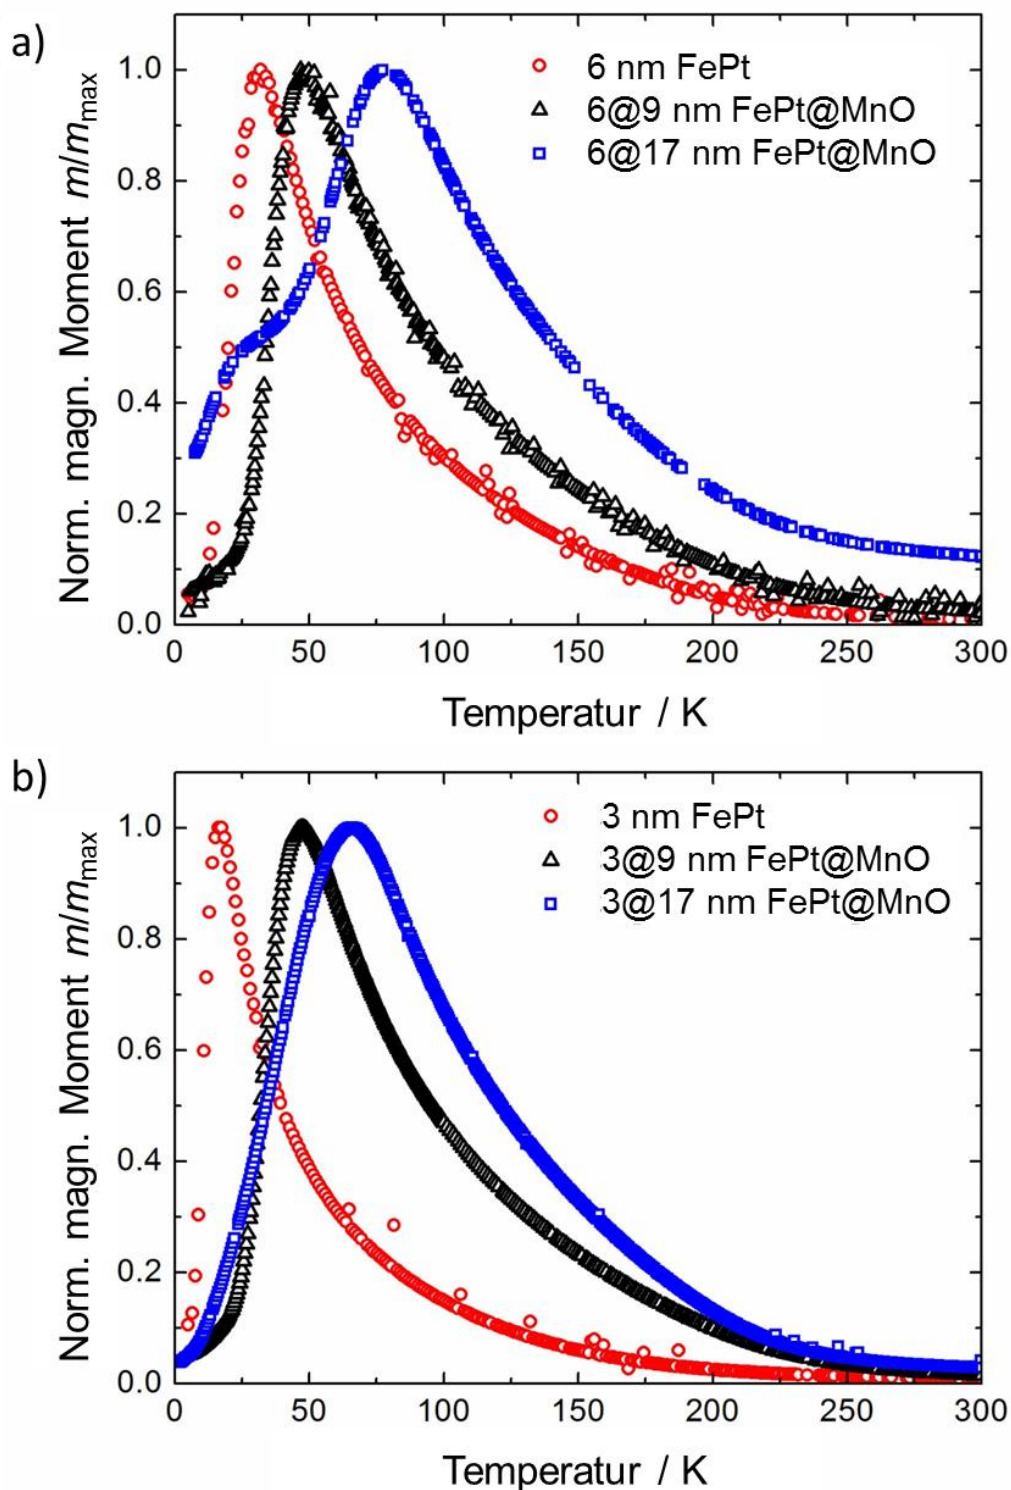 a)
Norm. magn. Moment m/mmax
1.0
0.8
0.6
0.4
0.2
0.0
6 nm FePt
6@9 nm FePt@MnO
6@17 nm FePt@MnO
0 50 100 150 200 250 300
Temperatur / K
b)
Norm. magn. Moment m/mmax
1.0
0.8
0.6
0.4
0.2
0.0
3 nm FePt
3@9 nm FePt@MnO
3@17 nm FePt@MnO
0 50 100 150 200 250 300
Temperatur / K